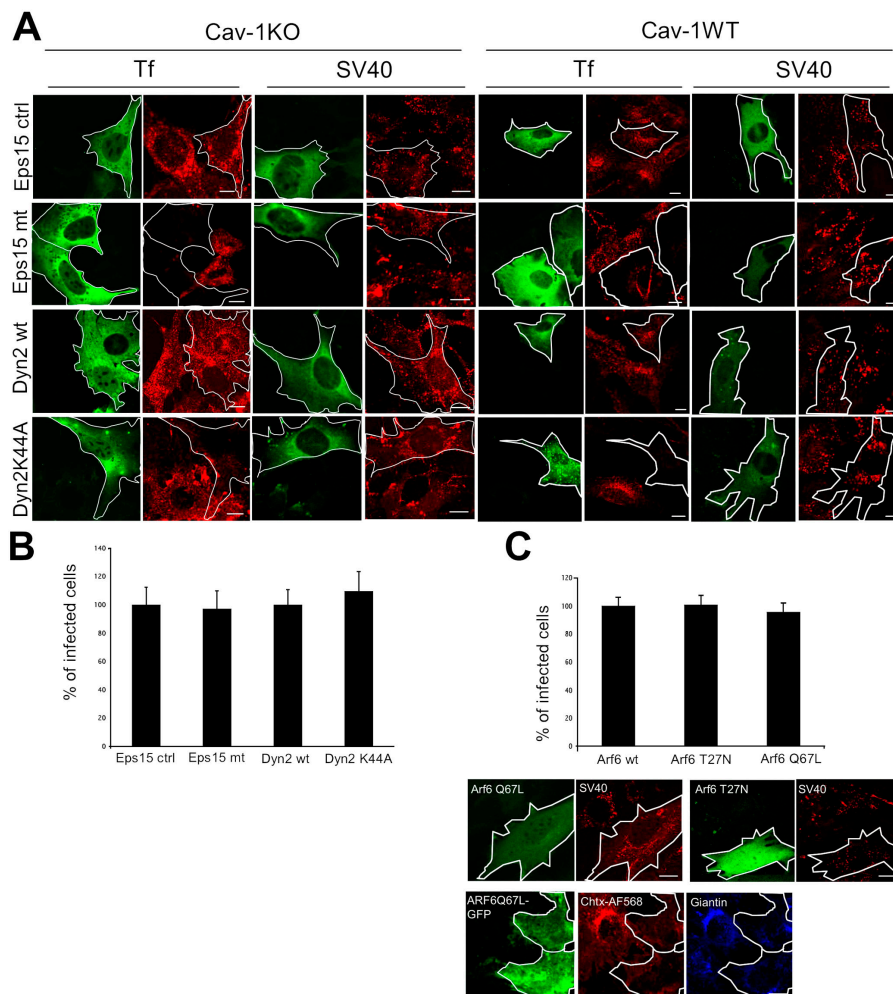 A
Cav-1KO
Cav-1WT
Tf
SV40
Tf
SV40
Eps15 ctrl
Eps15 mt
Dyn2 wt
Dyn2K44A
B
% of infected cells
140
120
100
80
60
40
20
0
Eps15 ctrl
Eps15 mt
Dyn2 wt
Dyn2 K44A
C
% of infected cells
120
100
80
60
40
20
0
Arf6 wt
Arf6 T27N
Arf6 Q67L
Arf6 Q67L
SV40
Arf6 T27N
SV40
ARF6Q67L-
GFP
Chtx-AF568
Giantin